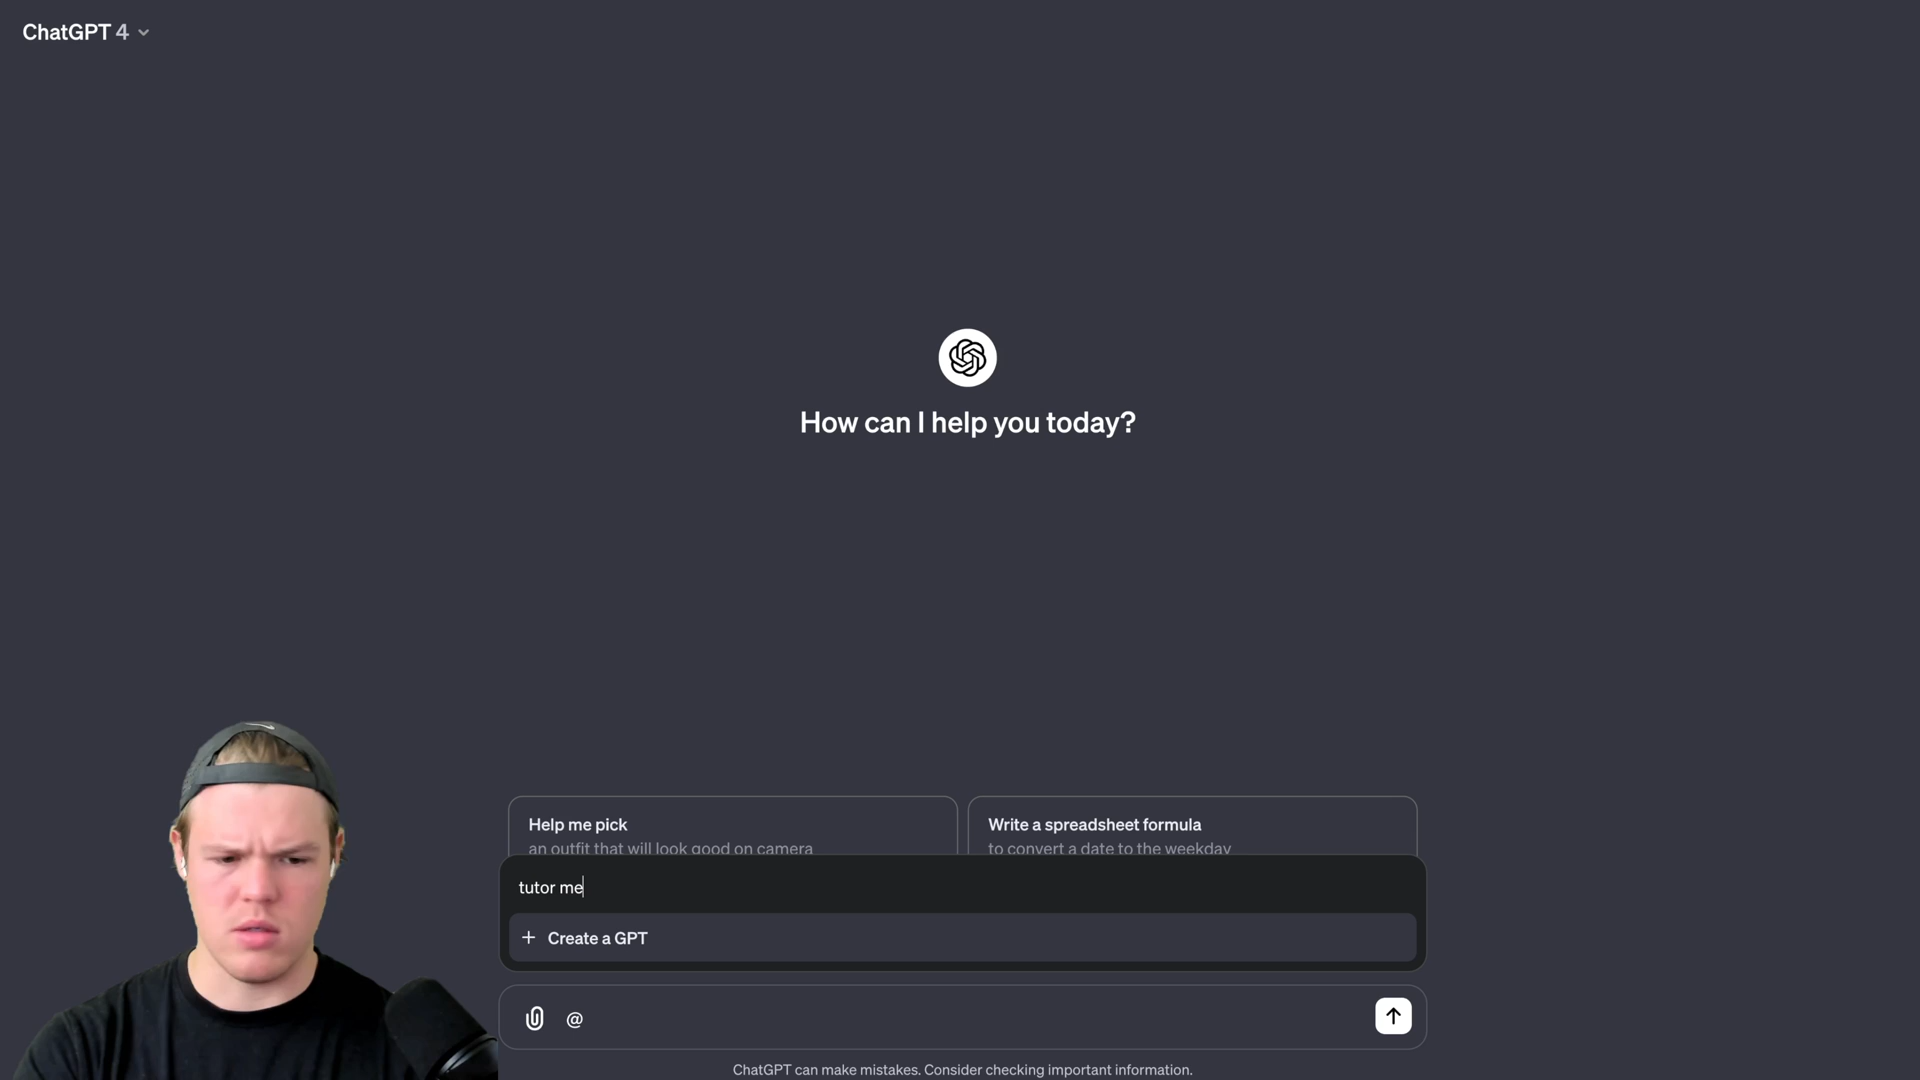 ChatGPT 4
How can I help you today?
Help me pick
an outfit that will look good on camera
Write a spreadsheet formula
to convert a date to the weekday
tutor me
+ Create a GPT
@
ChatGPT can make mistakes. Consider checking important information.